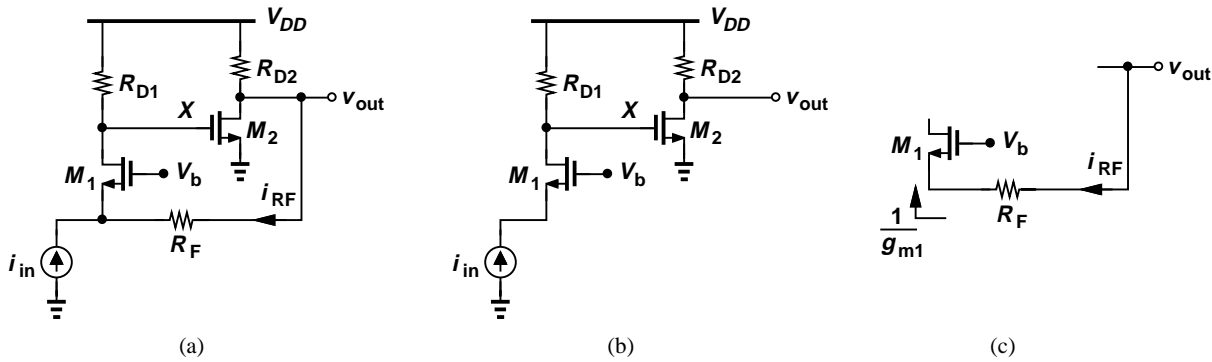 V_DD
R_D1
R_D2
v_out
X
M_2
M_1
V_b
i_RF
R_F
i_in
(a)
V_DD
R_D1
R_D2
v_out
X
M_2
M_1
V_b
i_in
(b)
v_out
M_1
V_b
i_RF
R_F
1
g_m1
(c)